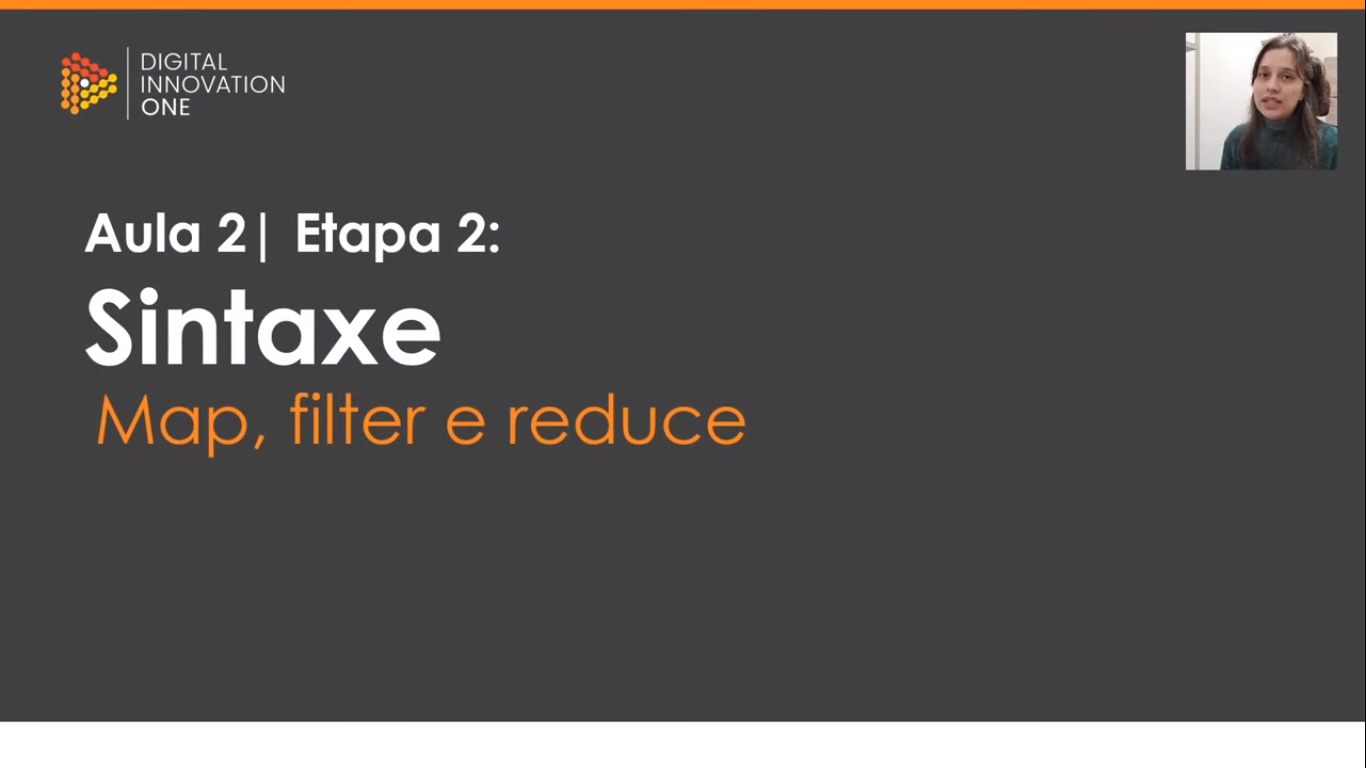 DIGITAL
INNOVATION
ONE
Aula 2| Etapa 2:
Sintaxe
Map, filter e reduce